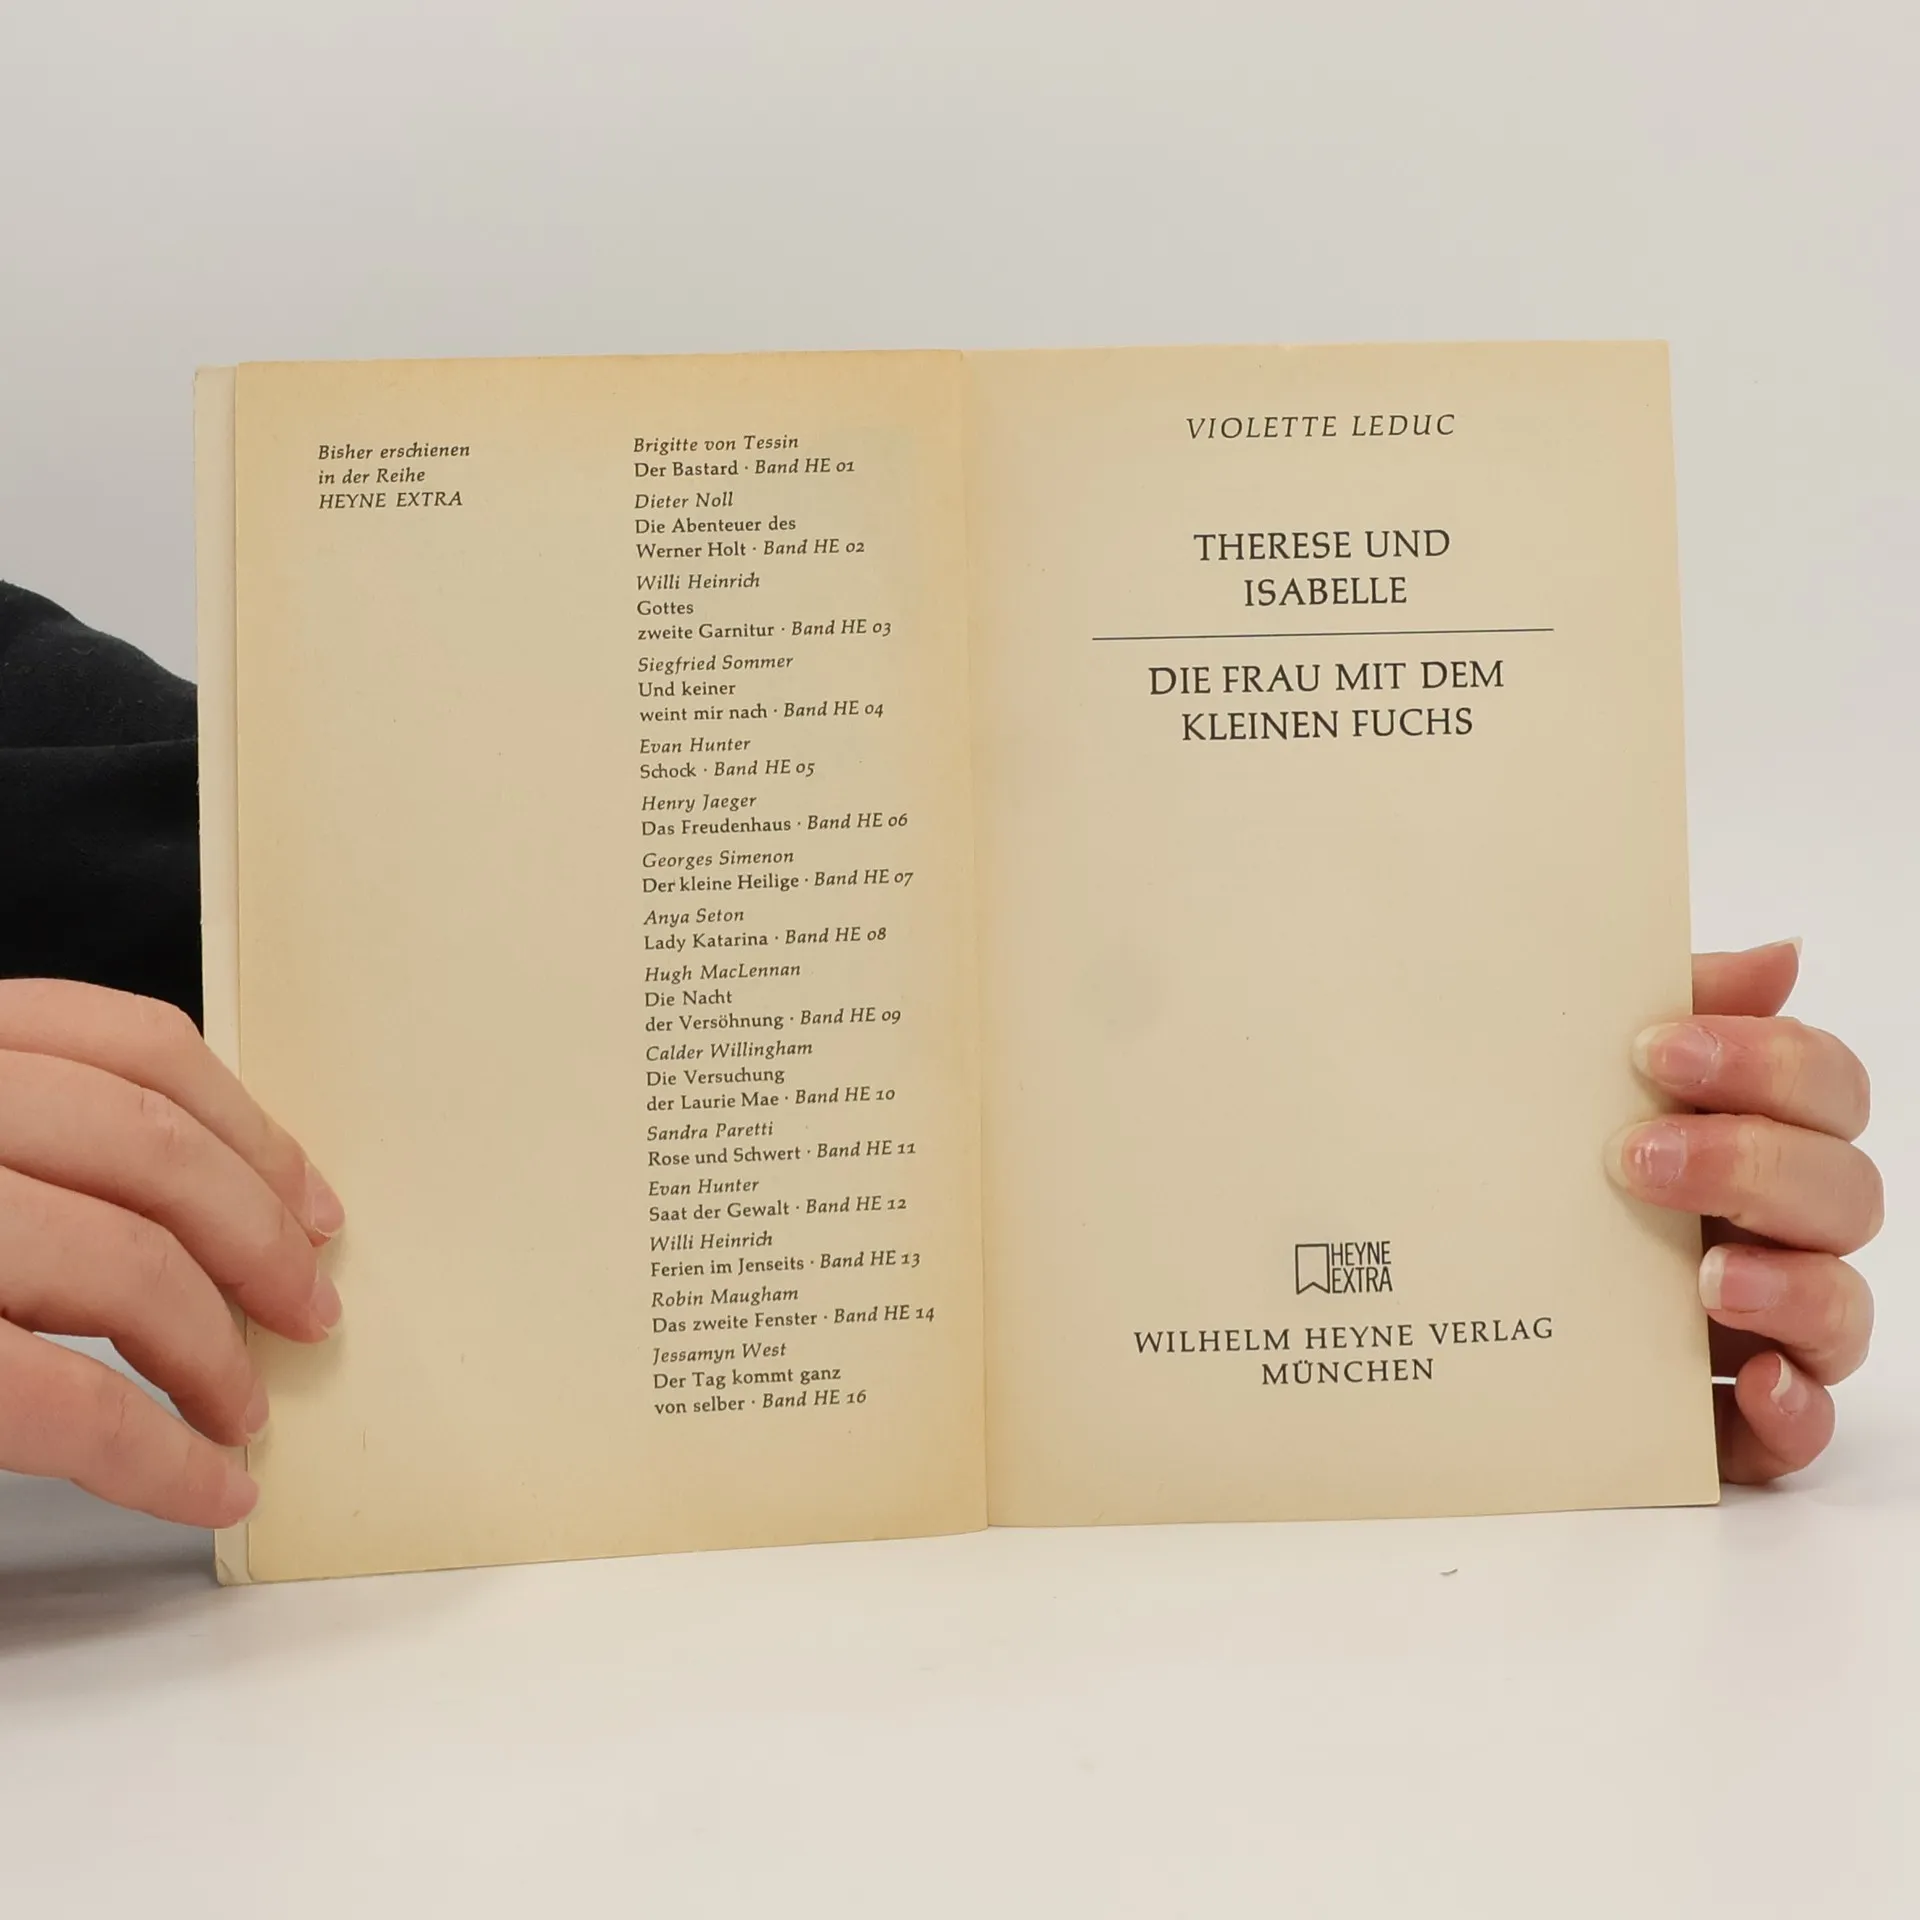 Bisher erschienen
in der Reihe
HEYNE EXTRA
Brigitte von Tessin
Der Bastard · Band HE 01
Dieter Noll
Die Abenteuer des
Werner Holt · Band HE 02
Willi Heinrich
Gottes
zweite Garnitur · Band HE 03
Siegfried Sommer
Und keiner
weint mir nach · Band HE 04
Evan Hunter
Schock · Band HE 05
Henry Jaeger
Das Freudenhaus · Band HE 06
Georges Simenon
Der kleine Heilige · Band HE 07
Anya Seton
Lady Katarina · Band HE 08
Hugh MacLennan
Die Nacht
der Versöhnung · Band HE 09
Calder Willingham
Die Versuchung
der Laurie Mae · Band HE 10
Sandra Paretti
Rose und Schwert · Band HE 11
Evan Hunter
Saat der Gewalt · Band HE 12
Willi Heinrich
Ferien im Jenseits · Band HE 13
Robin Maugham
Das zweite Fenster · Band HE 14
Jessamyn West
Der Tag kommt ganz
von selber · Band HE 16
VIOLETTE LEDUC
THERESE UND
ISABELLE
DIE FRAU MIT DEM
KLEINEN FUCHS
HEYNE
EXTRA
WILHELM HEYNE VERLAG
MÜNCHEN